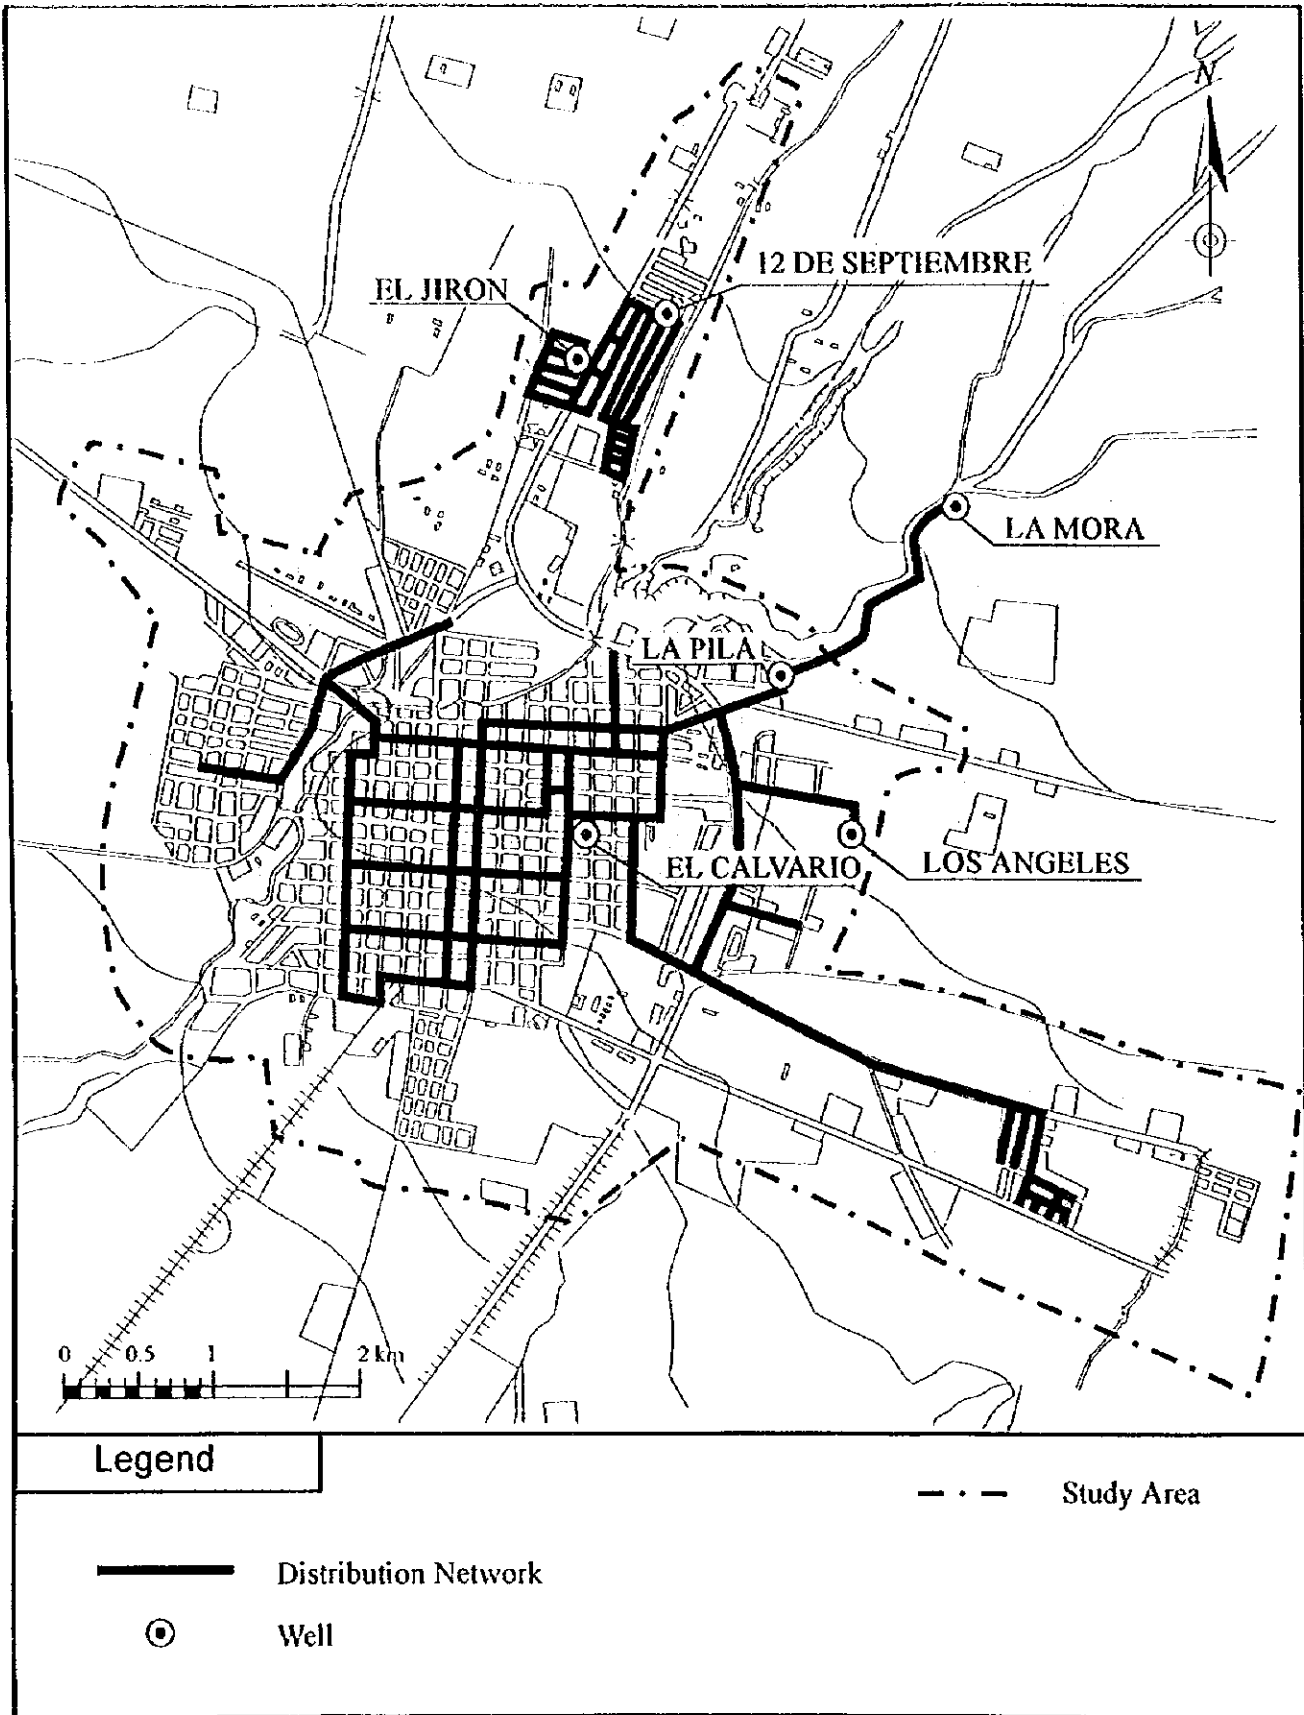 N
12 DE SEPTIEMBRE
EL JIRON
LA MORA
LA PILA
EL CALVARIO
LOS ANGELES
0 0.5 1 2 km
Legend
Study Area
Distribution Network
Well